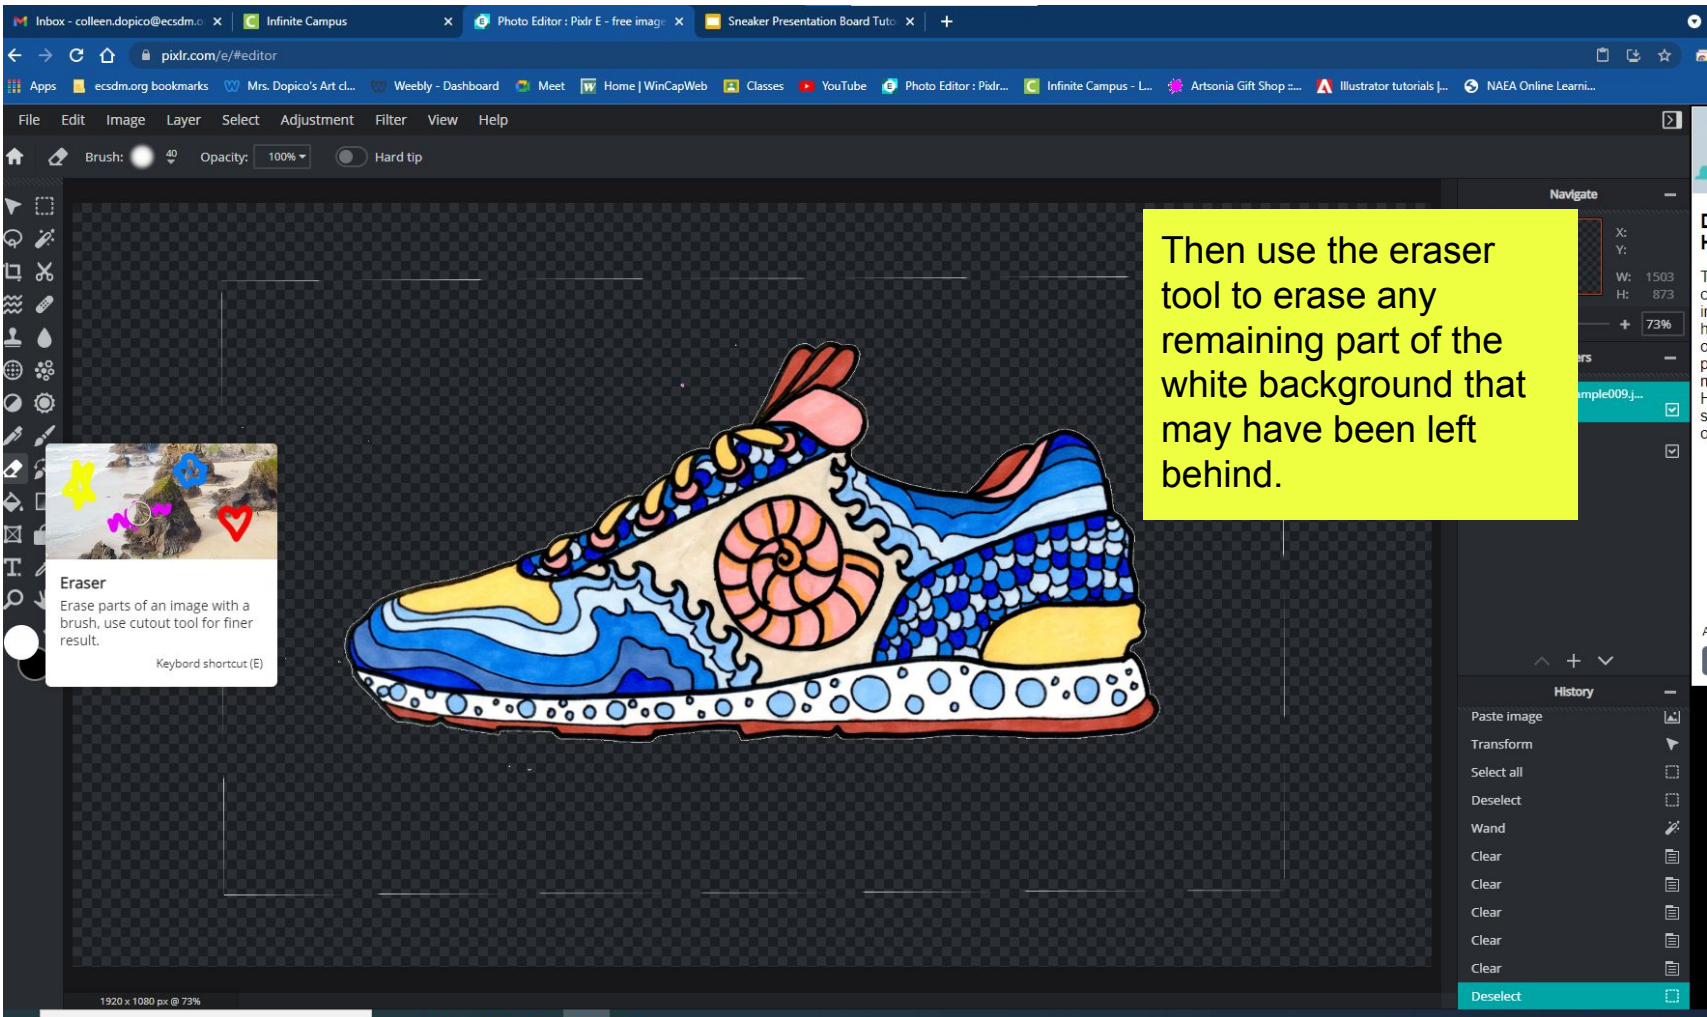 Inbox - colleen.dopico@ecsdm.o
Infinite Campus
Photo Editor : Pixlr E - free image
Sneaker Presentation Board Tuto
pixlr.com/e/#editor
Apps
ecsdm.org bookmarks
Mrs. Dopico's Art cl...
Weebly - Dashboard
Meet
Home | WinCapWeb
Classes
YouTube
Photo Editor : Pixlr...
Infinite Campus - L...
Artsonia Gift Shop ::...
Illustrator tutorials |...
NAEA Online Learni...
File Edit Image Layer Select Adjustment Filter View Help
Brush: 40 Opacity: 100% Hard tip
Navigate
X:
Y:
W: 1503
H: 873
+ 73%
Then use the eraser
tool to erase any
remaining part of the
white background that
may have been left
behind.
ers
ample009.j...
now
Eraser
Erase parts of an image with a
brush, use cutout tool for finer
result.
Keybord shortcut (E)
History
Paste image
Transform
Select all
Deselect
Wand
Clear
Clear
Clear
Clear
Clear
Deselect
1920 x 1080 px @ 73%